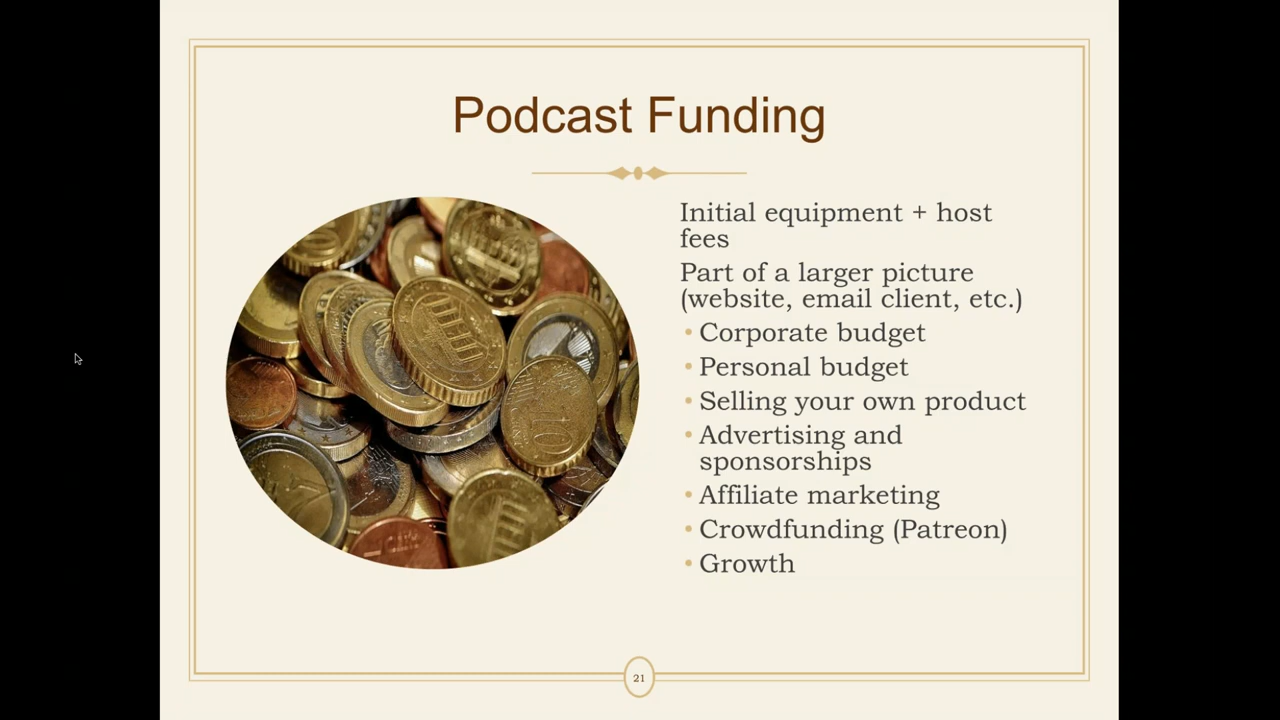 Podcast Funding
Initial equipment + host
fees
Part of a larger picture
(website, email client, etc.)
• Corporate budget
• Personal budget
• Selling your own product
• Advertising and
sponsorships
• Affiliate marketing
• Crowdfunding (Patreon)
• Growth
10
21